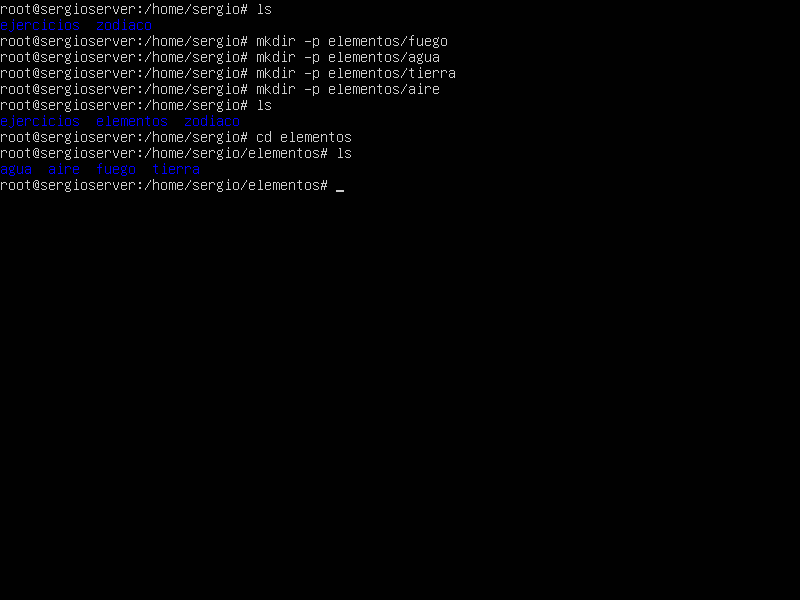 root@sergioserver:/home/sergio# ls
ejercicios  zodiaco
root@sergioserver:/home/sergio# mkdir -p elementos/fuego
root@sergioserver:/home/sergio# mkdir -p elementos/agua
root@sergioserver:/home/sergio# mkdir -p elementos/tierra
root@sergioserver:/home/sergio# mkdir -p elementos/aire
root@sergioserver:/home/sergio# ls
ejercicios  elementos  zodiaco
root@sergioserver:/home/sergio# cd elementos
root@sergioserver:/home/sergio/elementos# ls
agua  aire  fuego  tierra
root@sergioserver:/home/sergio/elementos# _